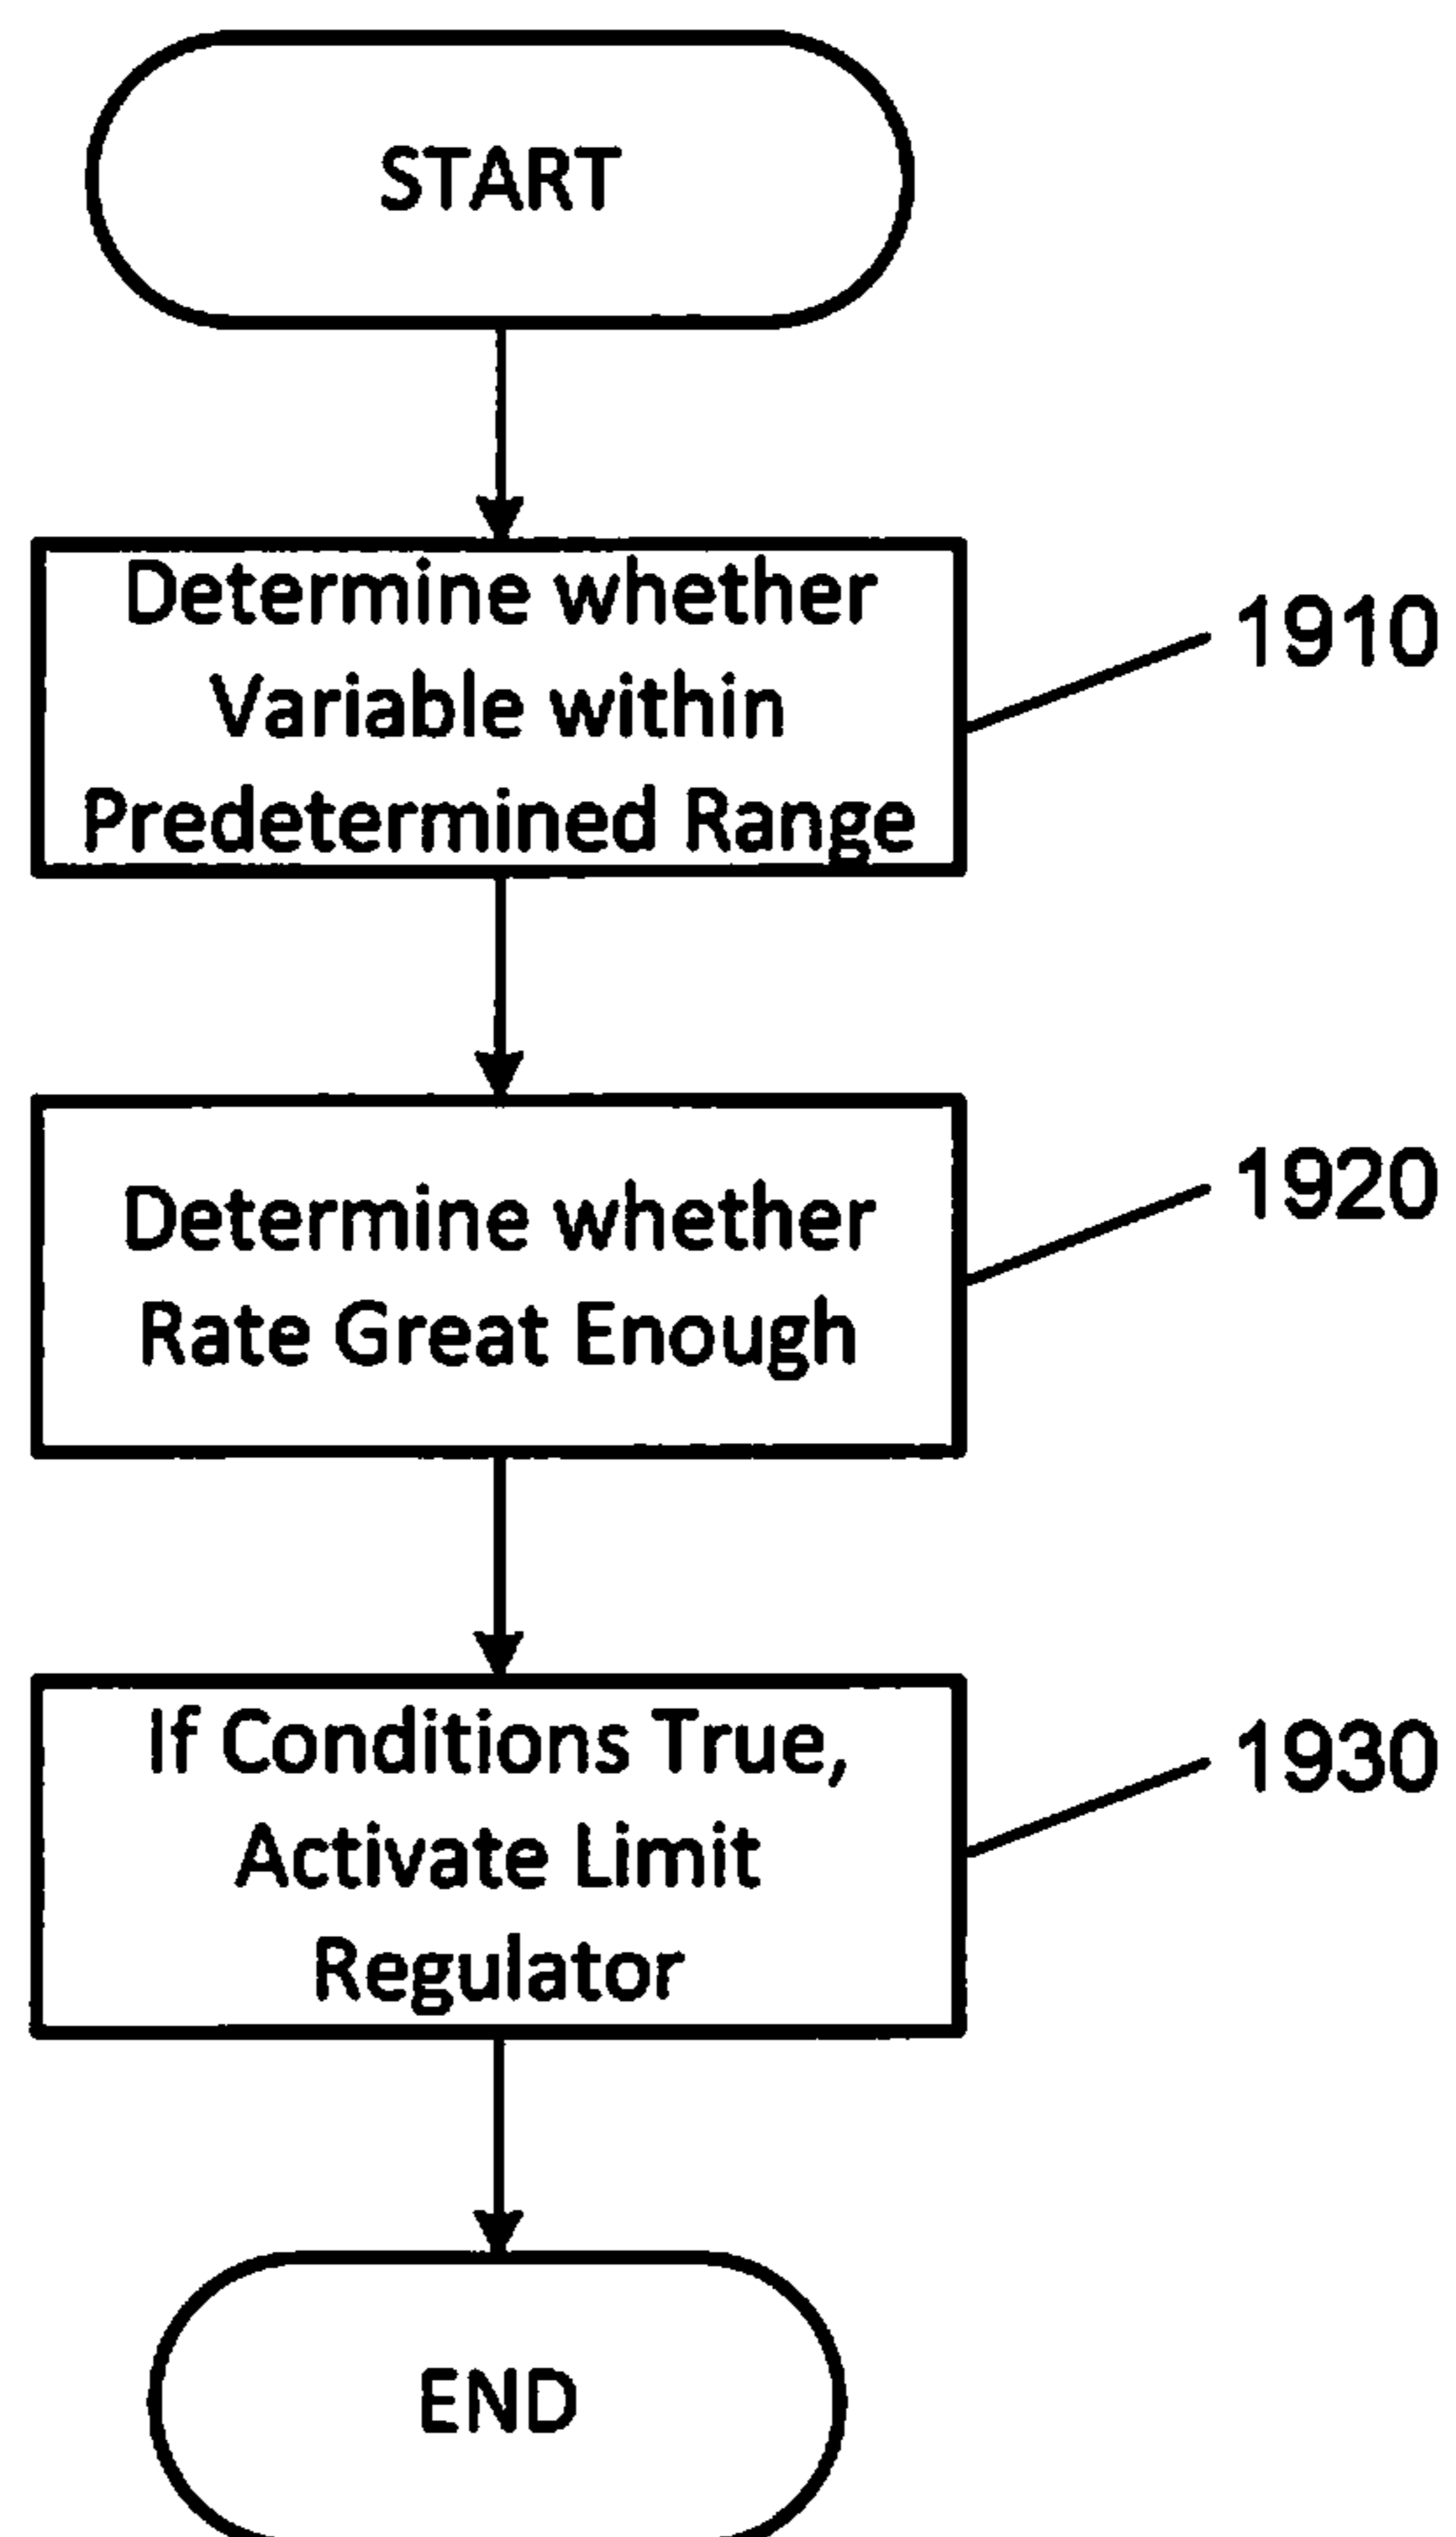 START
Determine whether
Variable within
Predetermined Range
1910
Determine whether
Rate Great Enough
1920
If Conditions True,
Activate Limit
Regulator
1930
END